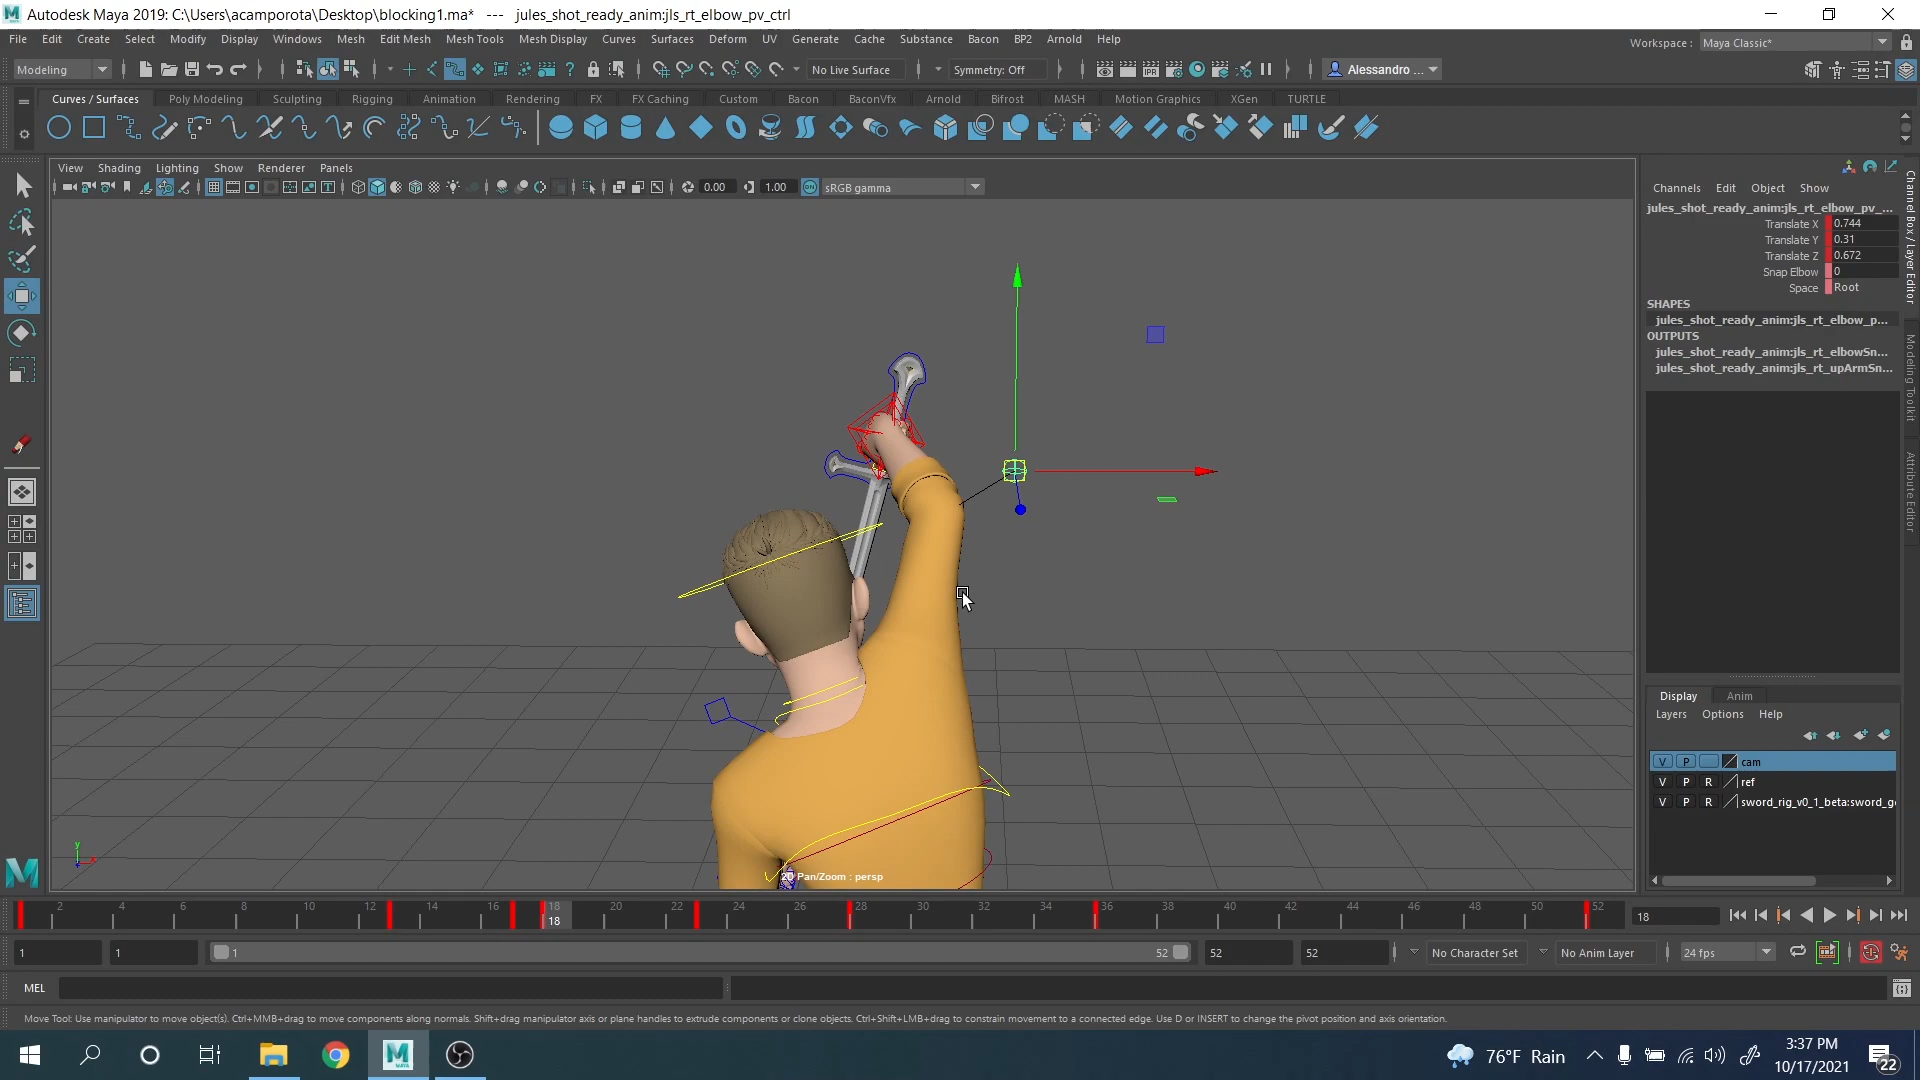 Autodesk Maya 2019: C:\Users\acamporota\Desktop\blocking1.ma* --- jules_shot_ready_anim:jls_rt_elbow_pv_ctrl
File Edit Create Select Modify Display Windows Mesh Edit Mesh Mesh Tools Mesh Display Curves Surfaces Deform UV Generate Cache Substance Bacon BP2 Arnold Help
Workspace : Maya Classic*
Modeling No Live Surface Symmetry: Off Alessandro ...
Curves / Surfaces Poly Modeling Sculpting Rigging Animation Rendering FX FX Caching Custom Bacon BaconVfx Arnold Bifrost MASH Motion Graphics XGen TURTLE
View Shading Lighting Show Renderer Panels
0.00 1.00 ON sRGB gamma
Channels Edit Object Show
jules_shot_ready_anim:jls_rt_elbow_pv_...
Translate X 0.744
Translate Y 0.31
Translate Z 0.672
Snap Elbow 0
Space Root
SHAPES
jules_shot_ready_anim:jls_rt_elbow_p...
OUTPUTS
jules_shot_ready_anim:jls_rt_elbowSn...
jules_shot_ready_anim:jls_rt_upArmSn...
Channel Box / Layer Editor
Modeling Toolkit
Attribute Editor
Display Anim
Layers Options Help
V P cam
V P R ref
V P R sword_rig_v0_1_beta:sword_g
y
2D Pan/Zoom : persp
2 4 6 8 10 12 14 16 18 20 22 24 26 28 30 32 34 36 38 40 42 44 46 48 50 52
18
18
1 1 1 52 52 52 No Character Set No Anim Layer 24 fps
MEL
Move Tool: Use manipulator to move object(s). Ctrl+MMB+drag to move components along normals. Shift+drag manipulator axis or plane handles to extrude components or clone objects. Ctrl+Shift+LMB+drag to constrain movement to a connected edge. Use D or INSERT to change the pivot position and axis orientation.
76°F Rain
3:37 PM
10/17/2021
22